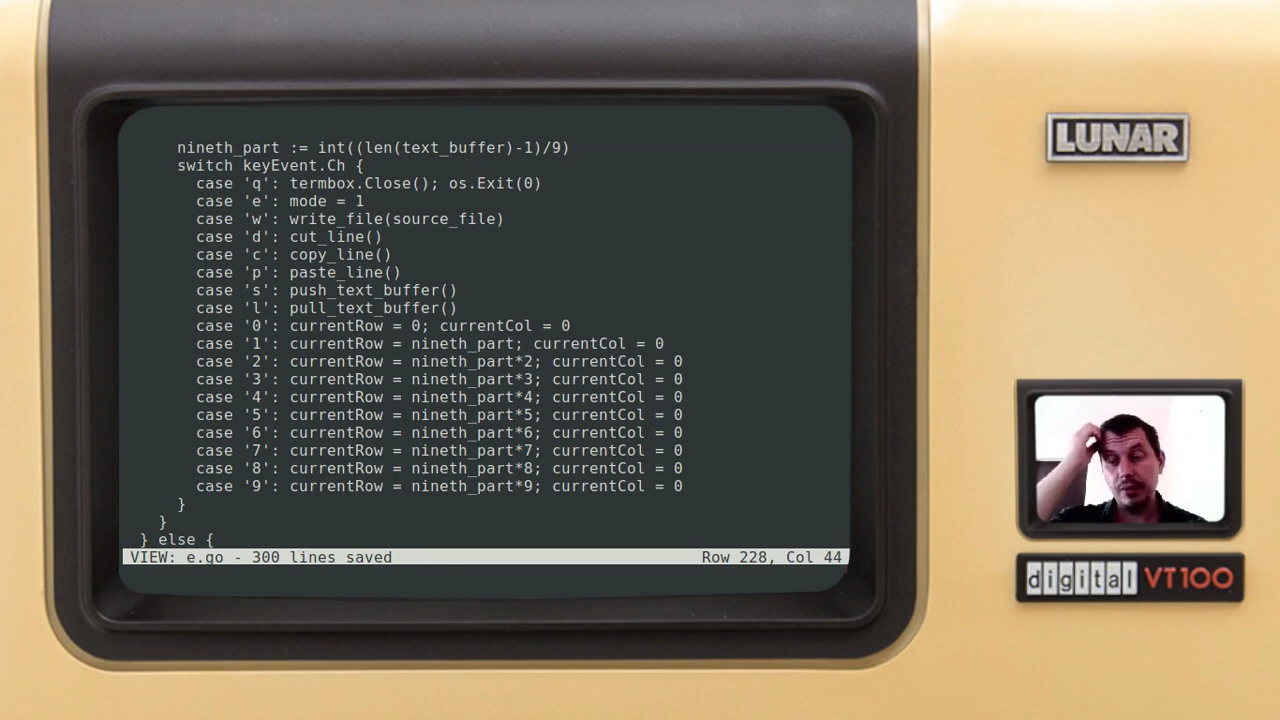 nineth_part := int((len(text_buffer)-1)/9)
switch keyEvent.Ch {
case 'q': termbox.Close(); os.Exit(0)
case 'e': mode = 1
case 'w': write_file(source_file)
case 'd': cut_line()
case 'c': copy_line()
case 'p': paste_line()
case 's': push_text_buffer()
case 'l': pull_text_buffer()
case '0': currentRow = 0; currentCol = 0
case '1': currentRow = nineth_part; currentCol = 0
case '2': currentRow = nineth_part*2; currentCol = 0
case '3': currentRow = nineth_part*3; currentCol = 0
case '4': currentRow = nineth_part*4; currentCol = 0
case '5': currentRow = nineth_part*5; currentCol = 0
case '6': currentRow = nineth_part*6; currentCol = 0
case '7': currentRow = nineth_part*7; currentCol = 0
case '8': currentRow = nineth_part*8; currentCol = 0
case '9': currentRow = nineth_part*9; currentCol = 0
}
}
} else {
VIEW: e.go - 300 lines saved Row 228, Col 44
LUNAR
digital VT100